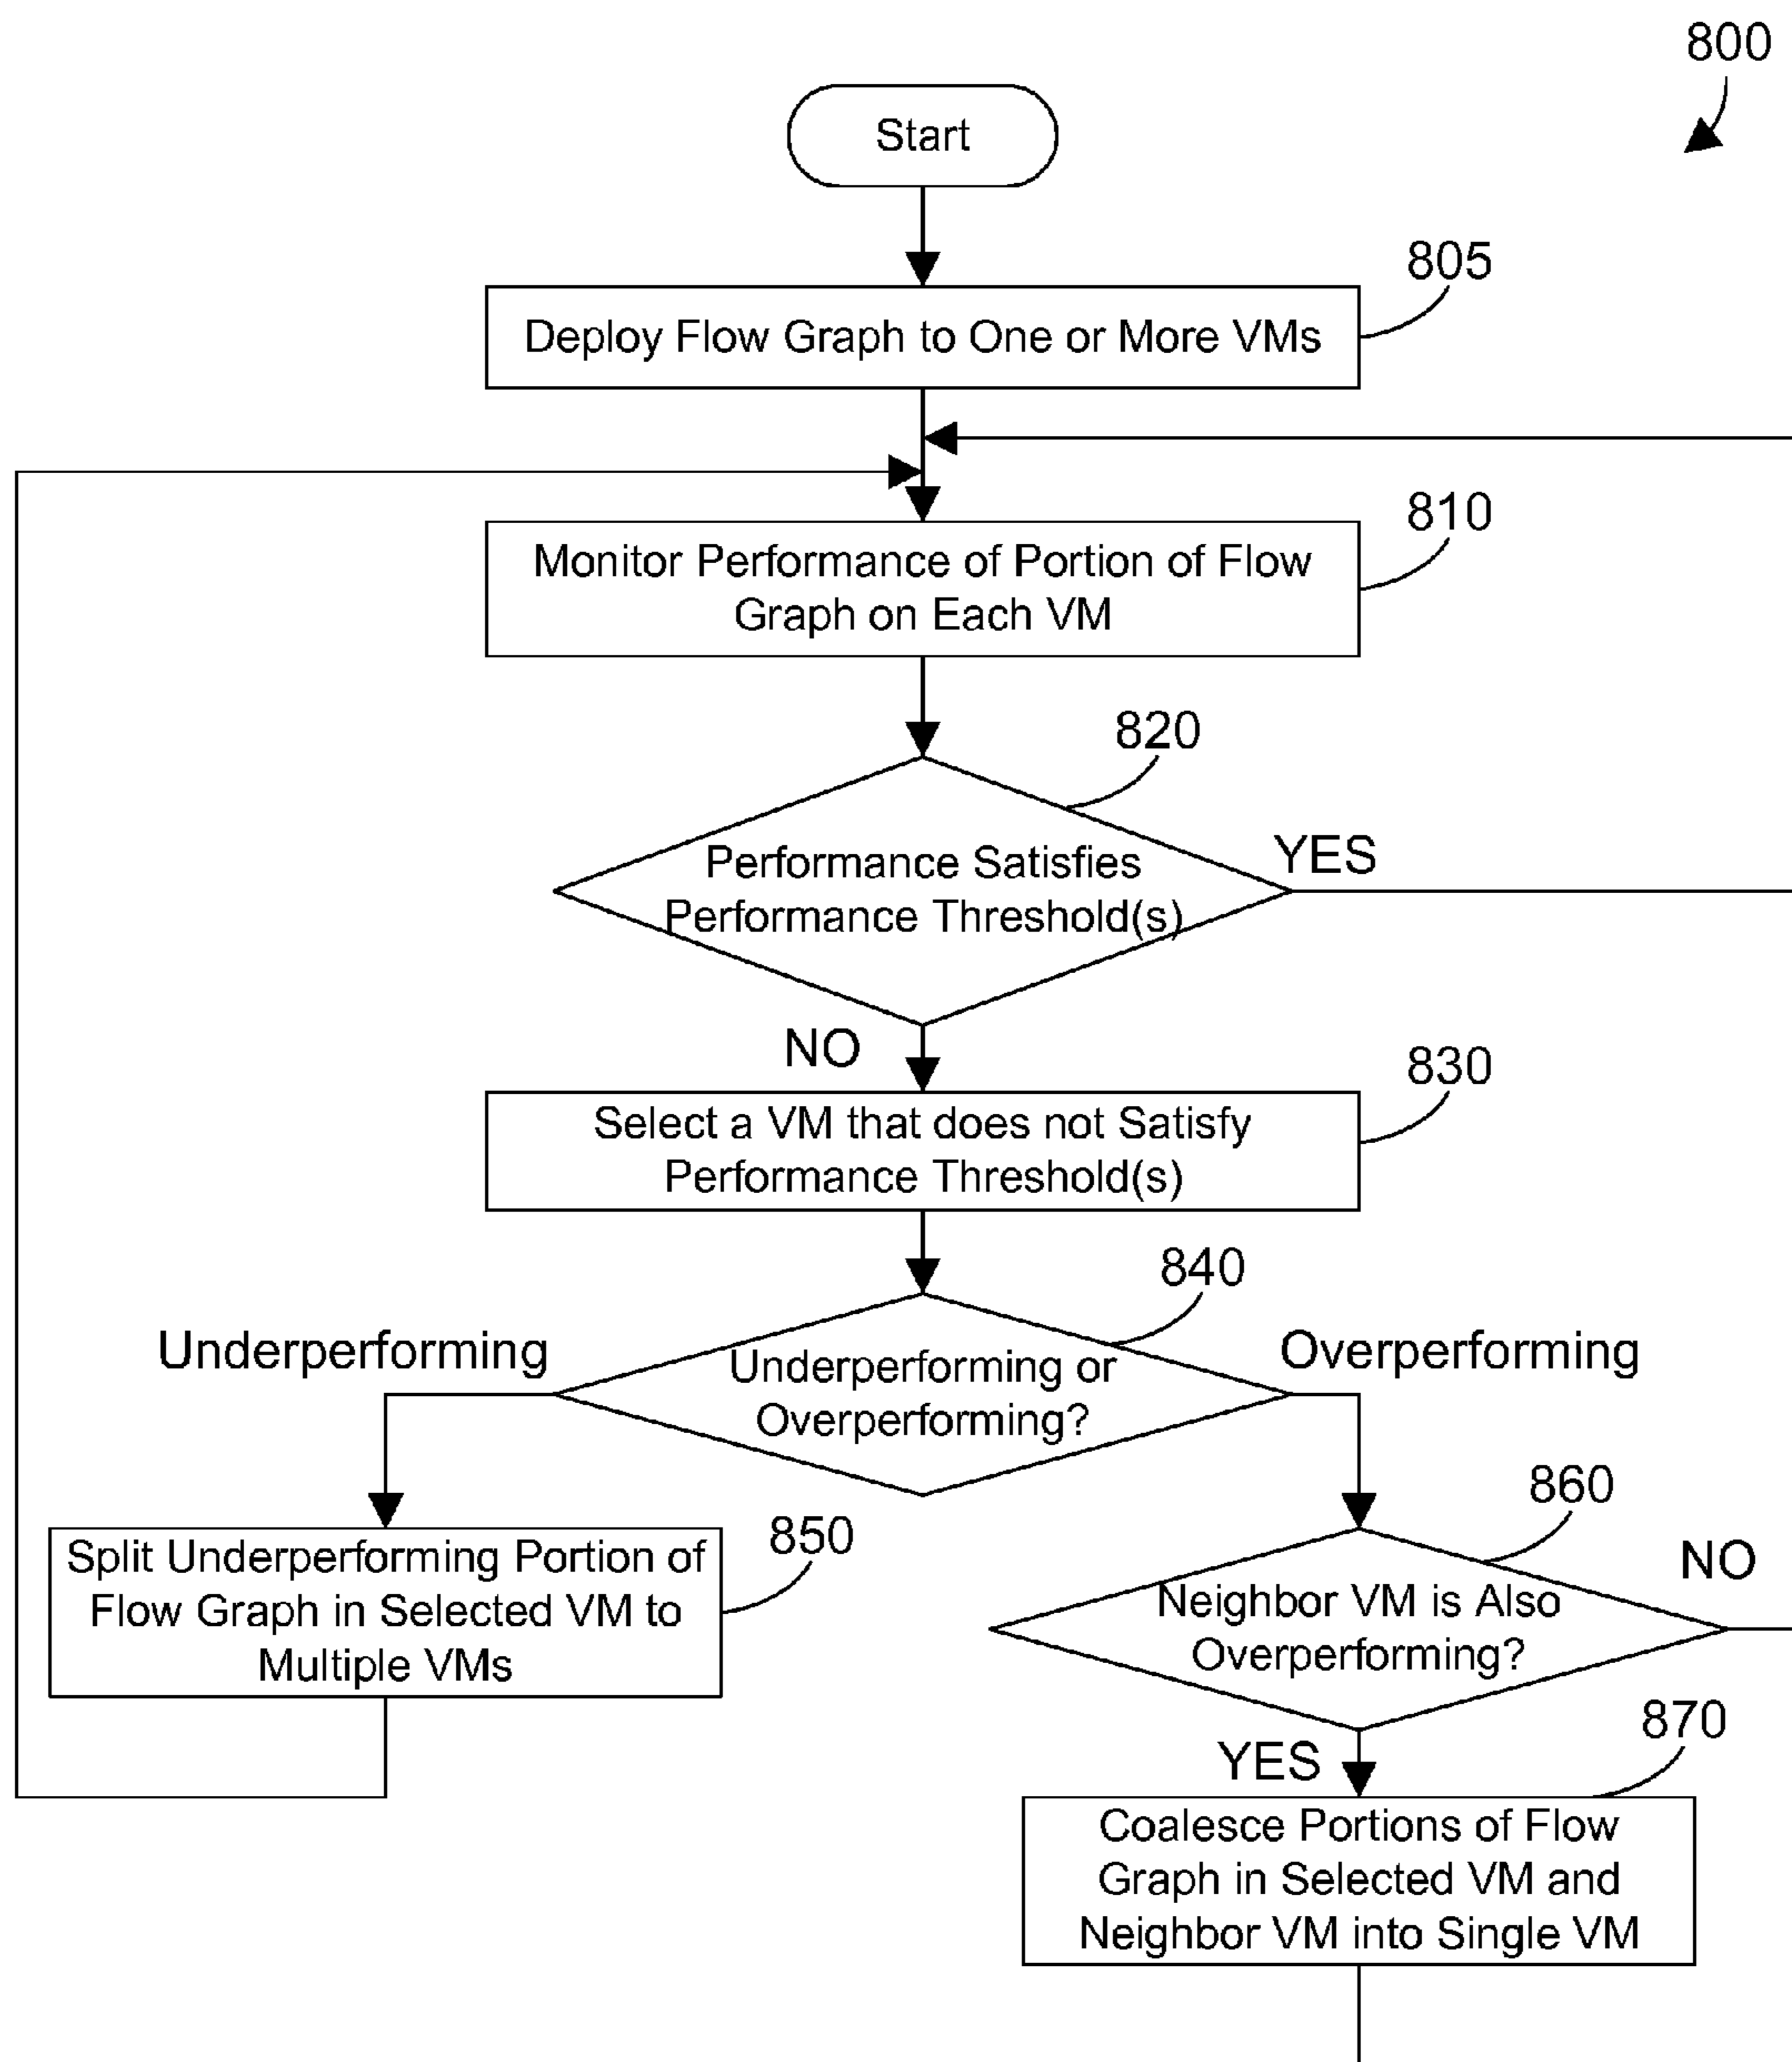 800
Start
805
Deploy Flow Graph to One or More VMs
810
Monitor Performance of Portion of Flow
Graph on Each VM
820
Performance Satisfies
Performance Threshold(s)
YES
NO
830
Select a VM that does not Satisfy
Performance Threshold(s)
840
Underperforming
Underperforming or
Overperforming?
Overperforming
850
Split Underperforming Portion of
Flow Graph in Selected VM to
Multiple VMs
860
NO
Neighbor VM is Also
Overperforming?
870
YES
Coalesce Portions of Flow
Graph in Selected VM and
Neighbor VM into Single VM